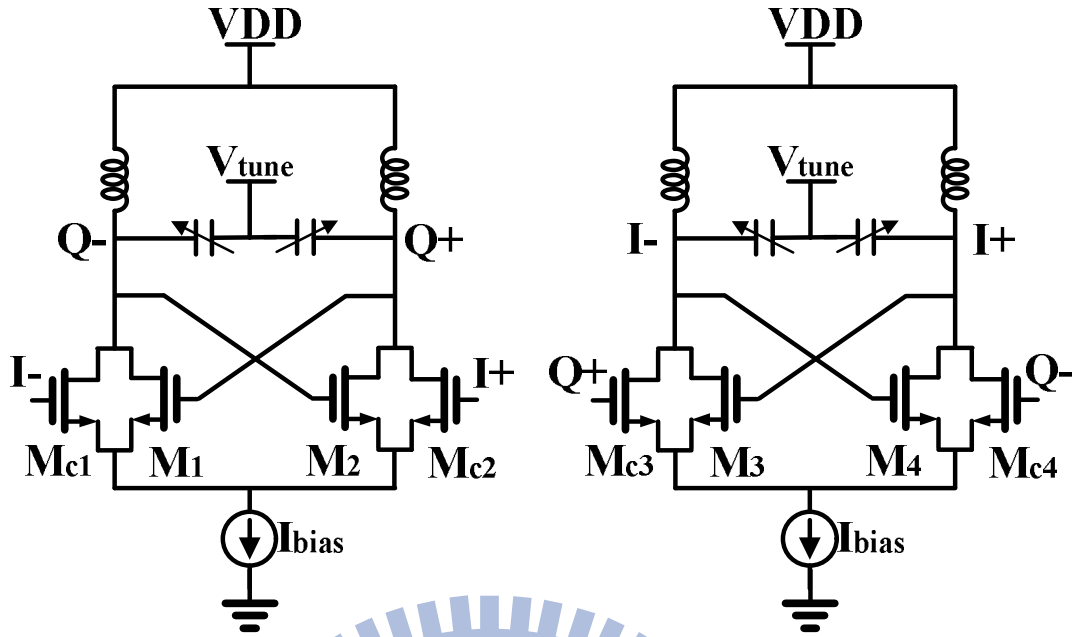 VDD
VDD
Vtune
Vtune
Q-
Q+
I-
I+
I-
I+
Q+
Q-
Mc1
M1
M2
Mc2
Mc3
M3
M4
Mc4
Ibias
Ibias